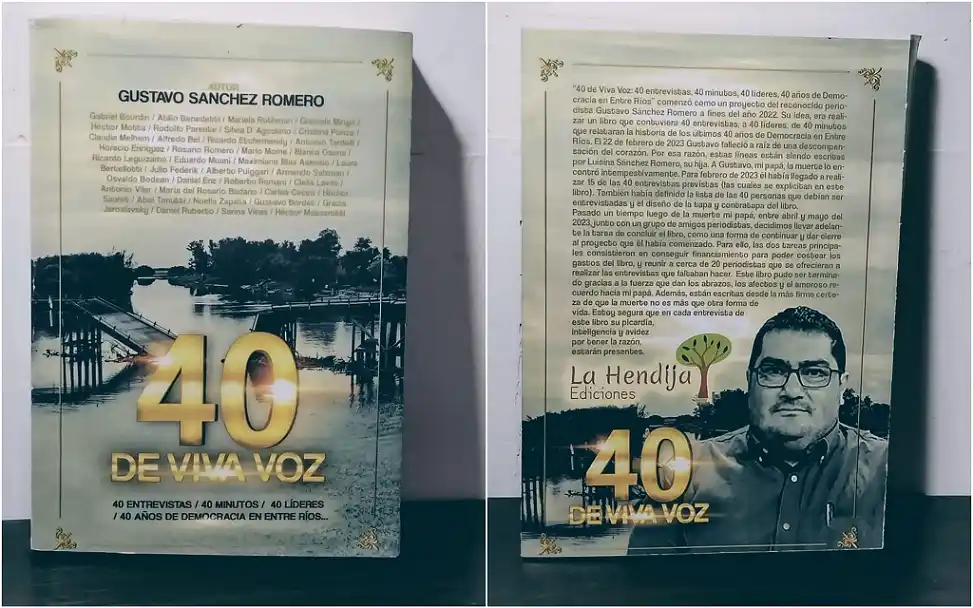 AUTOR
GUSTAVO SANCHEZ ROMERO
Gabriel Bourdin / Atilio Benedetti / Mariela Rohhman / Graciela Mingo /
Héctor Motta / Rodolfo Parente / Silvia D´ Agostino / Cristina Ponce /
Claudia Melhem / Alfredo Bel / Ricardo Etchemendy / Antonio Tardelli /
Horacio Enriquez / Rosario Romero / Mario Moine / Blanca Osuna /
Ricardo Leguizamo / Eduardo Muani / Maximiano Blas Asensio / Laura
Bertellotti / Julio Federik / Alberto Puiggari / Armando Salzman /
Osvaldo Bodean / Daniel Enz / Roberto Romani / Clelia Lavini /
Antonio Vilar / Maria del Rosario Badano / Carlos Cecco / Héctor
Sauret / Abel Tanuzzi / Noelia Zapata / Gustavo Bordet / Gracia
Jaroslavsky / Daniel Ruberto / Sarina Vinas / Héctor Maisuls
40
DE VIVA VOZ
40 ENTREVISTAS / 40 MINUTOS / 40 LÍDERES
/ 40 AÑOS DE DEMOCRACIA EN ENTRE RÍOS...
"40 de Viva Voz: 40 entrevistas, 40 minutos, 40 líderes, 40 años de Demo-
cracia en Entre Ríos" comenzó como un proyecto del reconocido perio-
dista Gustavo Sánchez Romero a fines del año 2022. Su idea, era reali-
zar un libro que contuviera 40 entrevistas, a 40 líderes, de 40 minutos
que relataran la historia de los últimos 40 años de Democracia en Entre
Ríos. El 22 de febrero de 2023 Gustavo falleció a raíz de una descompen-
sación del corazón. Por esa razón, estas líneas están siendo escritas
por Luisina Sánchez Romero, su hija. A Gustavo, mi papá, la muerte lo en-
contró intempestivamente. Para febrero de 2023 él había llegado a reali-
zar 15 de las 40 entrevistas previstas (las cuales se explicitan en este
libro). También había definido la lista de las 40 personas que debían ser
entrevistadas y el diseño de la tapa y contratapa del libro.
Pasado un tiempo luego de la muerte mi papá, entre abril y mayo del
2023, junto con un grupo de amigos periodistas, decidimos llevar adelan-
te la tarea de concluir el libro, como una forma de continuar y dar cierre
al proyecto que él había comenzado. Para ello, las dos tareas principa-
les consistieron en conseguir financiamiento para poder costear los
gastos del libro, y reunir a cerca de 20 periodistas que se ofrecieran a
realizar las entrevistas que faltaban hacer. Este libro pudo ser termina-
do gracias a la fuerza que dan los abrazos, los afectos y el amoroso re-
cuerdo hacia mi papá. Además, están escritas desde la más firme certe-
za de que la muerte no es más que otra forma de
vida. Estoy segura que en cada entrevista de
este libro su picardía,
inteligencia y avidez
por tener la razón,
estarán presentes.
La Hendija
Ediciones
40
DE VIVA VOZ